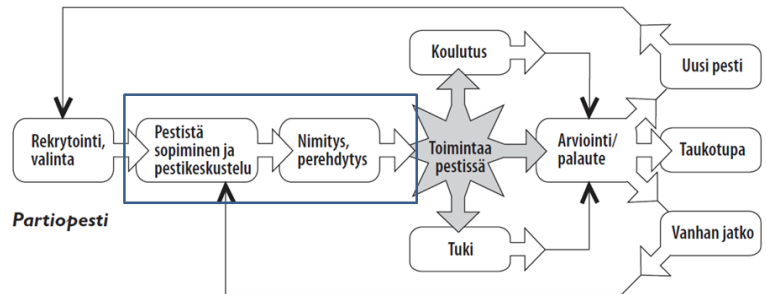 Koulutus
Uusi pesti
Rekrytointi,
valinta
Pestistä
sopiminen ja
pestikeskustelu
Nimitys,
perehdytys
Toimintaa
pestissä
Arviointi/
palaute
Taukotupa
Partiopesti
Tuki
Vanhan jatko